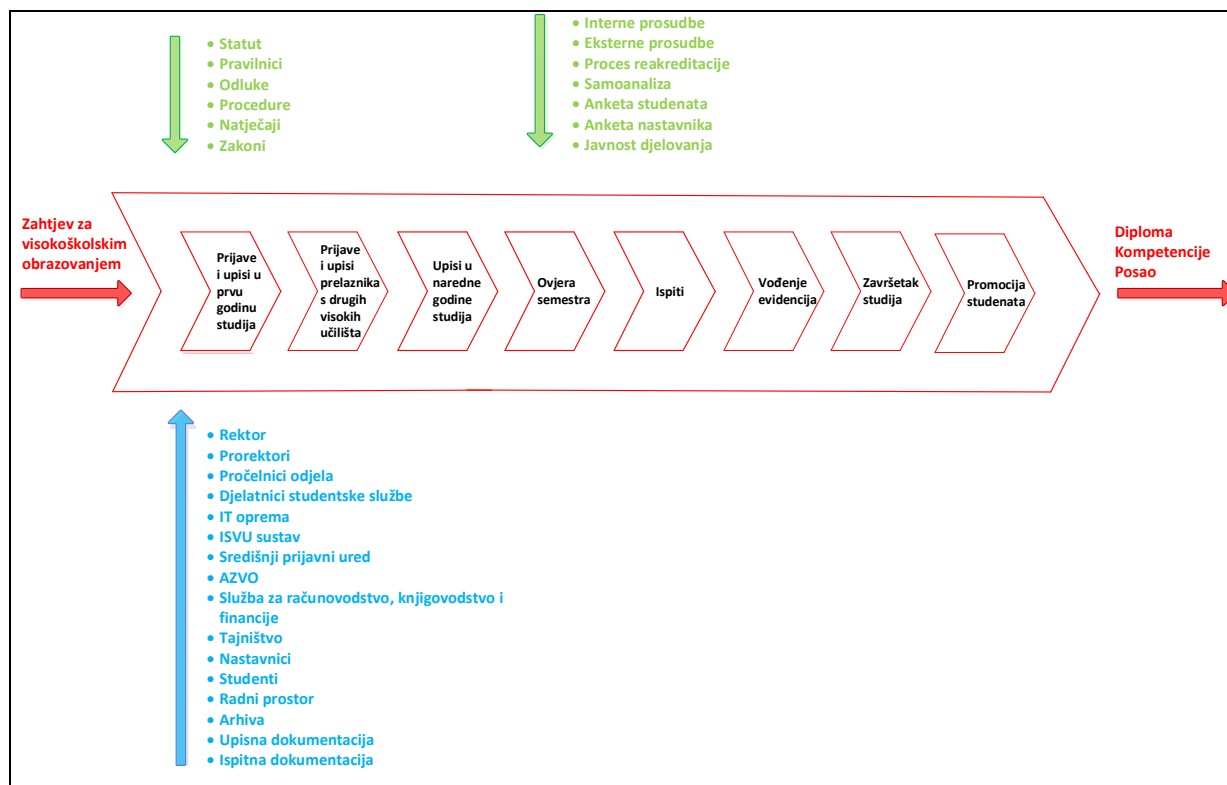 • Statut
• Pravilnici
• Odluke
• Procedure
• Natječaji
• Zakoni
• Interne prosudbe
• Eksterne prosudbe
• Proces reakreditacije
• Samoanaliza
• Anketa studenata
• Anketa nastavnika
• Javnost djelovanja
Zahtjev za
visokoškolskim
obrazovanjem
Prijave
i upisi u
prvu
godinu
studija
Prijave
i upisi
prelaznika
s drugih
visokih
učilišta
Upisi u
naredne
godine
studija
Ovjera
semestra
Ispiti
Vođenje
evidencija
Završetak
studija
Promocija
studenata
Diploma
Kompetencije
Posao
• Rektor
• Prorektori
• Pročelnici odjela
• Djelatnici studentske službe
• IT oprema
• ISVU sustav
• Središnji prijavni ured
• AZVO
• Služba za računovodstvo, knjigovodstvo i
financije
• Tajništvo
• Nastavnici
• Studenti
• Radni prostor
• Arhiva
• Upisna dokumentacija
• Ispitna dokumentacija